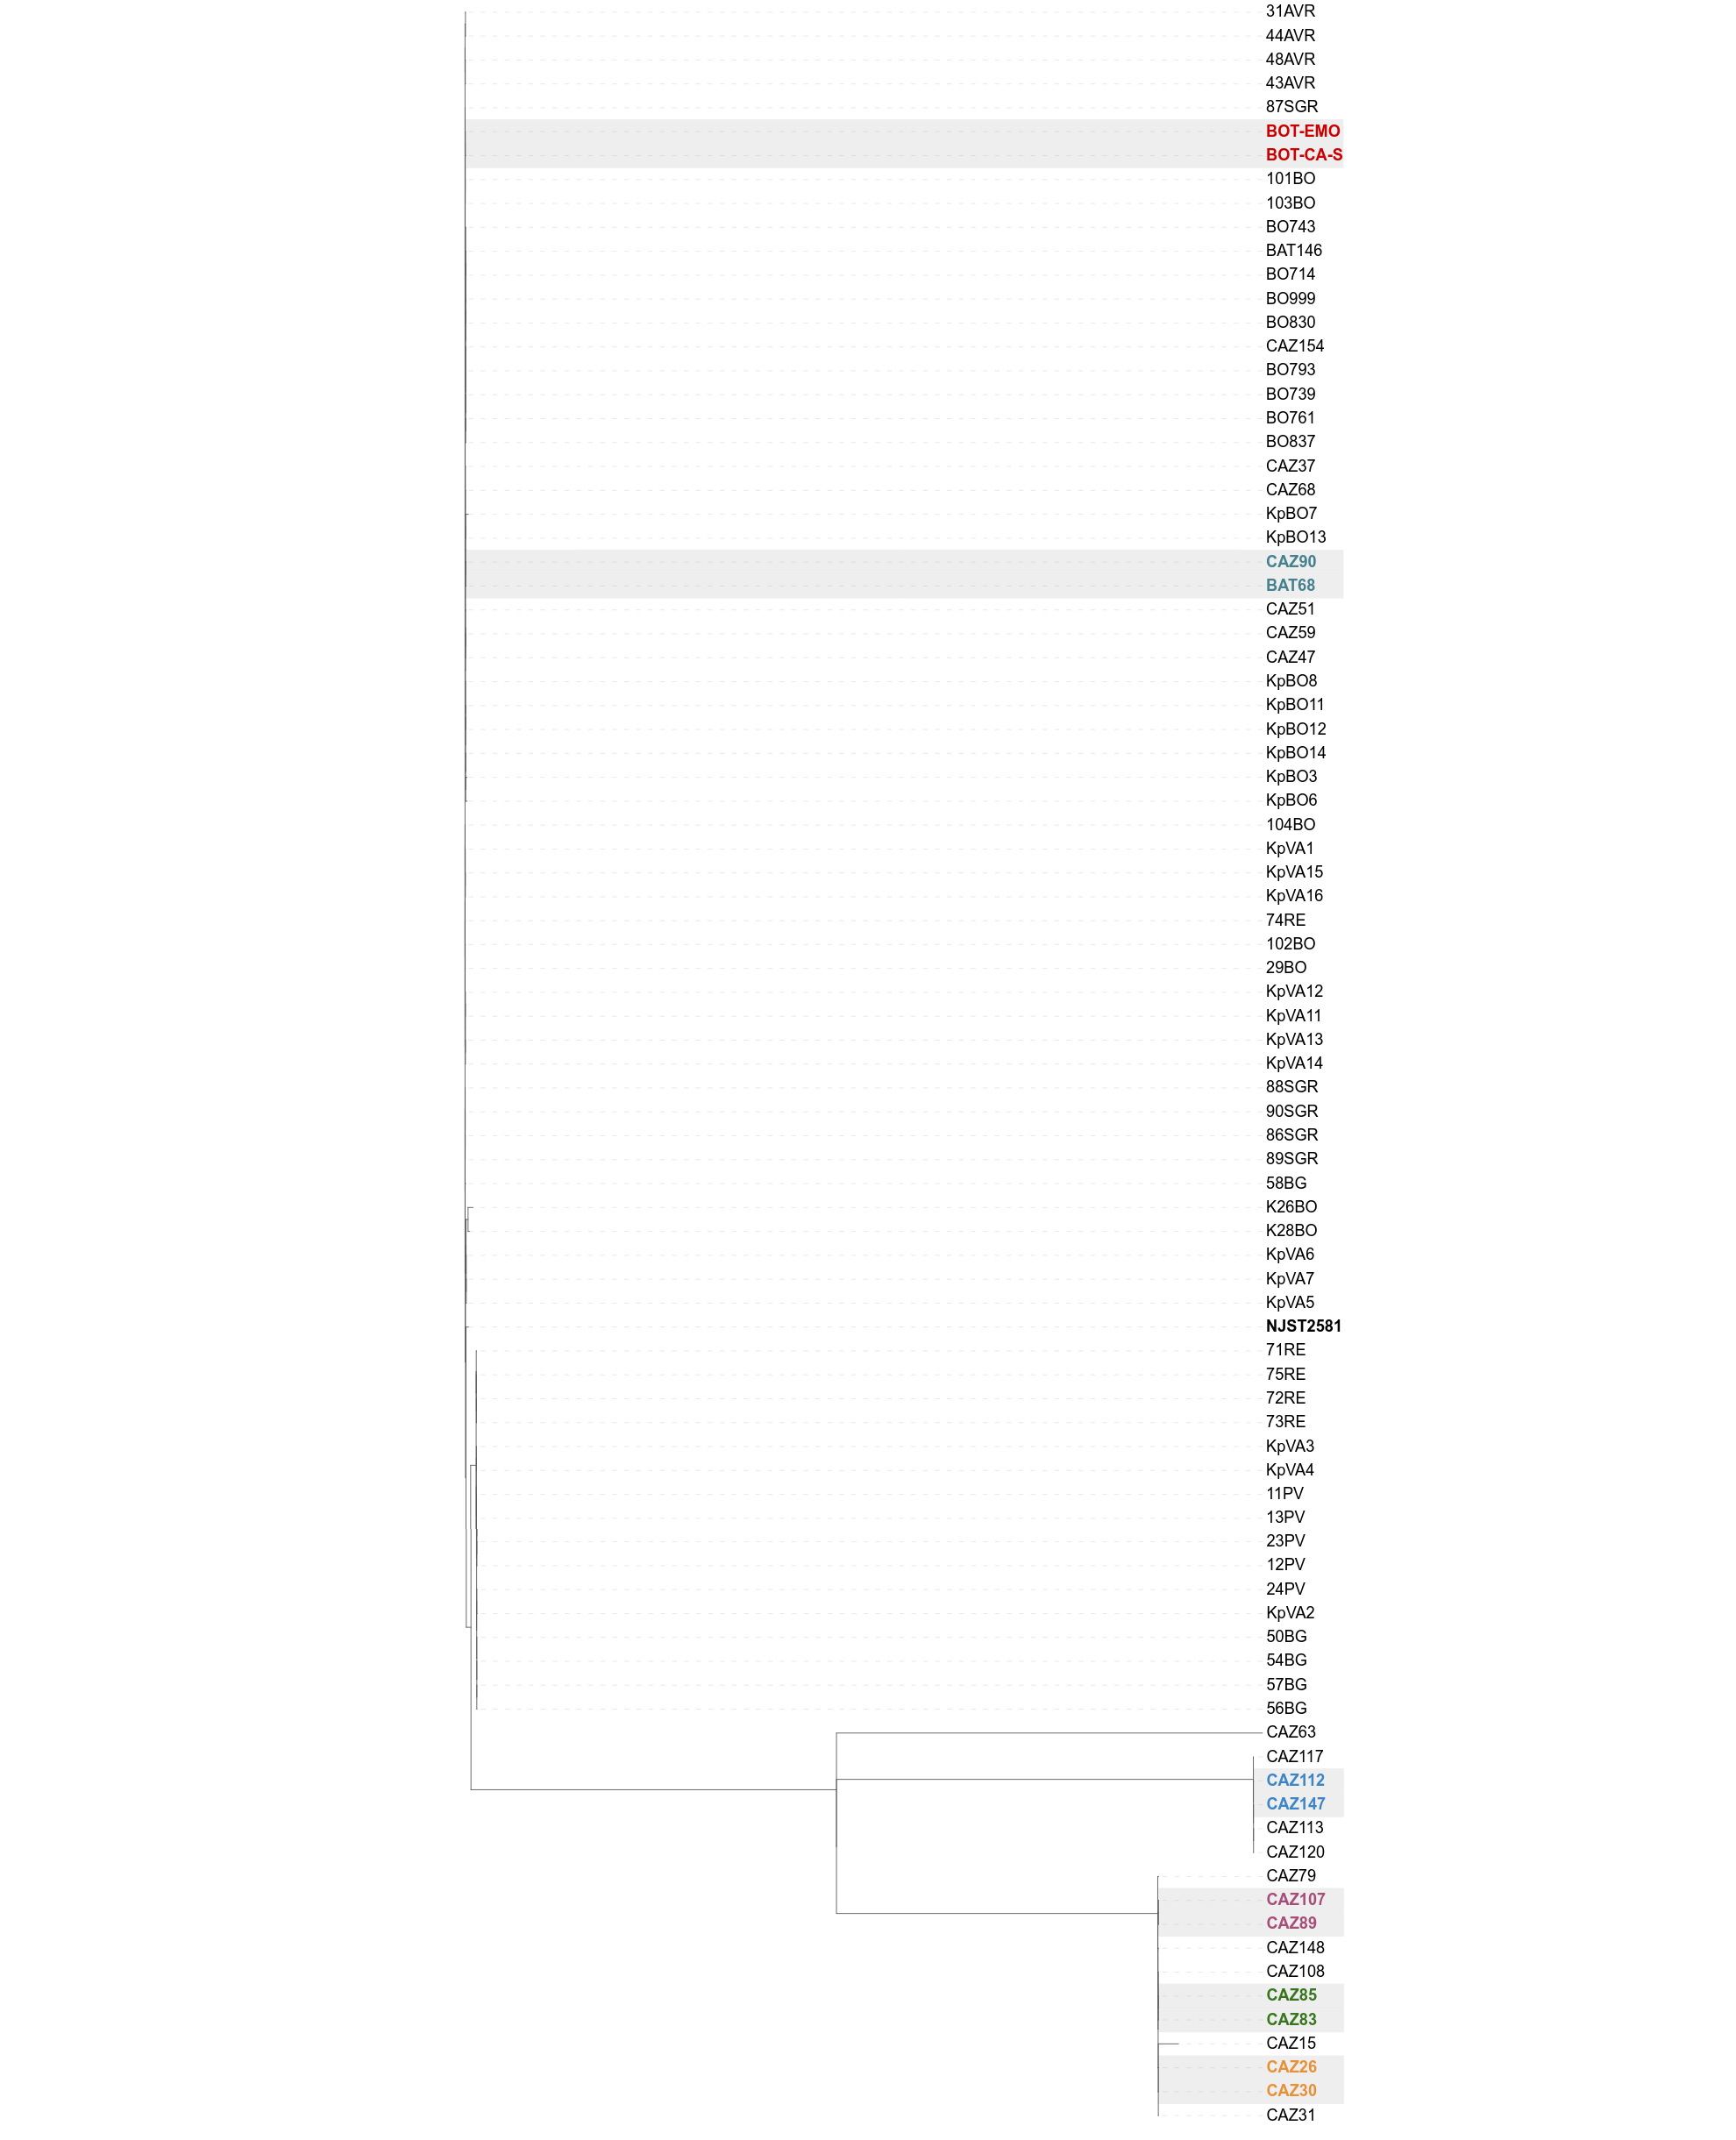 31AVR
44AVR
48AVR
43AVR
87SGR
BOT-EMO
BOT-CA-S
101BO
103BO
BO743
BAT146
BO714
BO999
BO830
CAZ154
BO793
BO739
BO761
BO837
CAZ37
CAZ68
KpBO7
KpBO13
CAZ90
BAT68
CAZ51
CAZ59
CAZ47
KpBO8
KpBO11
KpBO12
KpBO14
KpBO3
KpBO6
104BO
KpVA1
KpVA15
KpVA16
74RE
102BO
29BO
KpVA12
KpVA11
KpVA13
KpVA14
88SGR
90SGR
86SGR
89SGR
58BG
K26BO
K28BO
KpVA6
KpVA7
KpVA5
NJST2581
71RE
75RE
72RE
73RE
KpVA3
KpVA4
11PV
13PV
23PV
12PV
24PV
KpVA2
50BG
54BG
57BG
56BG
CAZ63
CAZ117
CAZ112
CAZ147
CAZ113
CAZ120
CAZ79
CAZ107
CAZ89
CAZ148
CAZ108
CAZ85
CAZ83
CAZ15
CAZ26
CAZ30
CAZ31